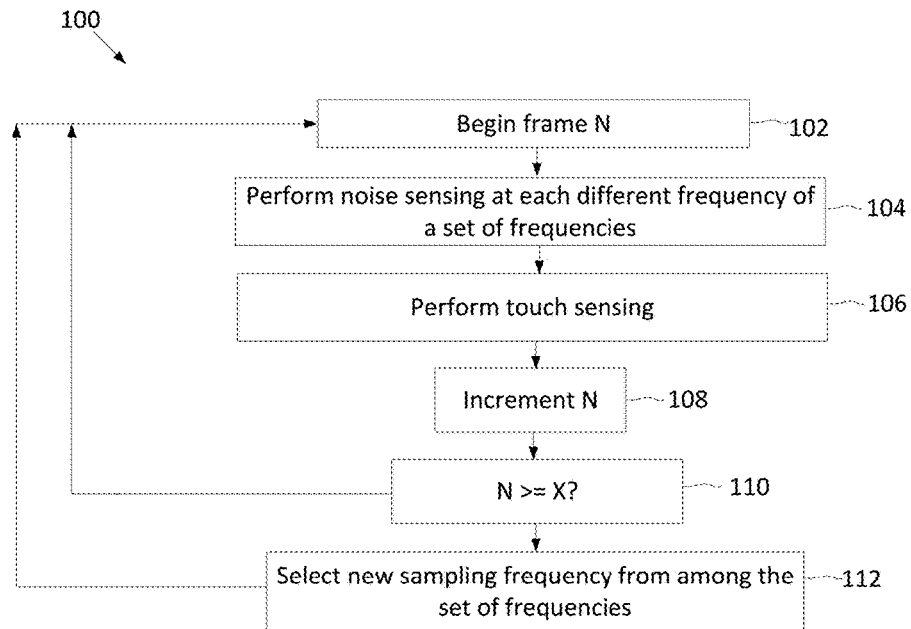 100
Begin frame N
102
Perform noise sensing at each different frequency of
a set of frequencies
104
Perform touch sensing
106
Increment N
108
N >= X?
110
Select new sampling frequency from among the
set of frequencies
112